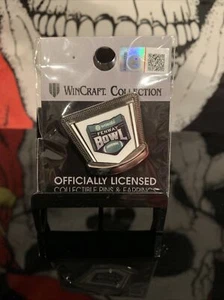 WINCRAFT COLLECTION
FENWAY
BOWL
OFFICIALLY LICENSED
COLLECTIBLE PINS & EARRINGS